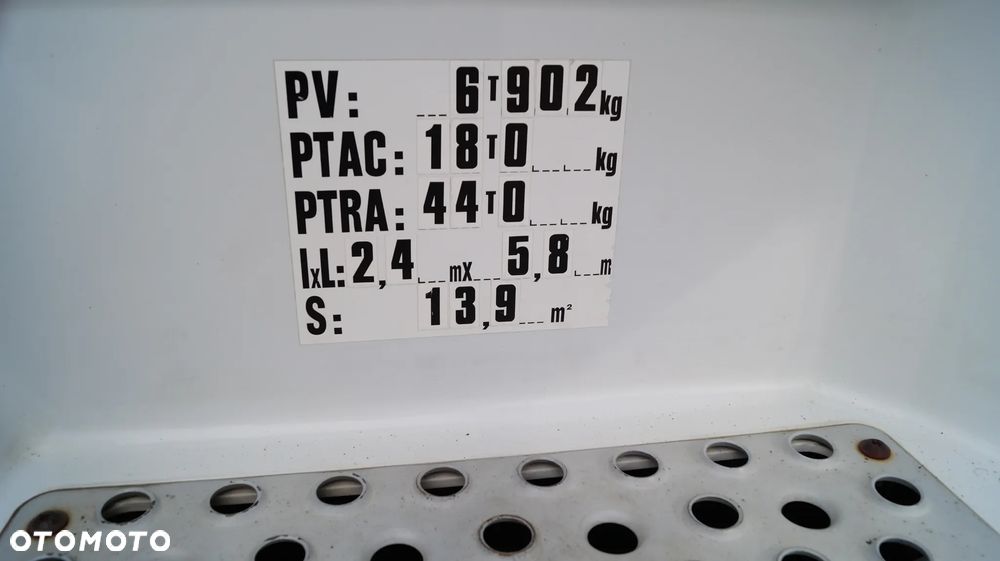 PV: 6T902kg
PTAC: 18T0 kg
PTRA: 44T0 kg
lxL: 2,4 mX 5,8 m
S: 13,9 m²
OTOMOTO